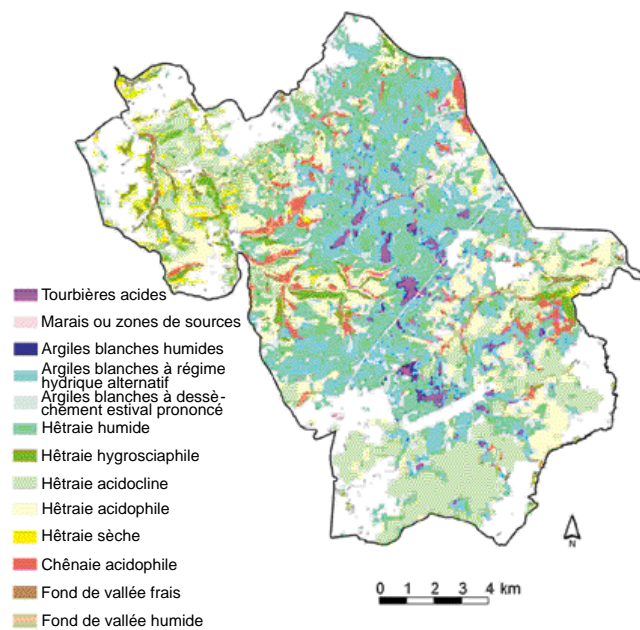 Tourbières acides
Marais ou zones de sources
Argiles blanches humides
Argiles blanches à régime
hydrique alternatif
Argiles blanches à dessè-
chément estival prononcé
Hêtraie humide
Hêtraie hygrosciaphile
Hêtraie acidocline
Hêtraie acidophile
Hêtraie sèche
Chênaie acidophile
Fond de vallée frais
Fond de vallée humide
N
0 1 2 3 4 km